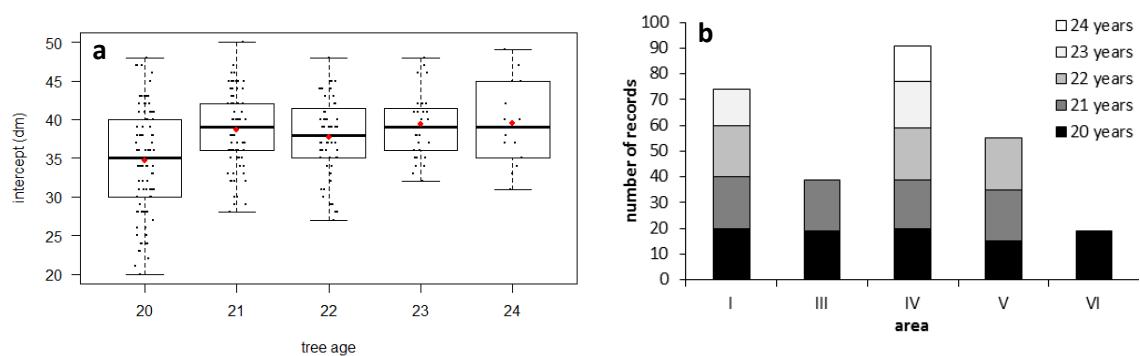 a
intercept (dm)
50
45
40
35
30
25
20
20 21 22 23 24
tree age
b
number of records
100
90
80
70
60
50
40
30
20
10
0
I III IV V VI
area
24 years
23 years
22 years
21 years
20 years